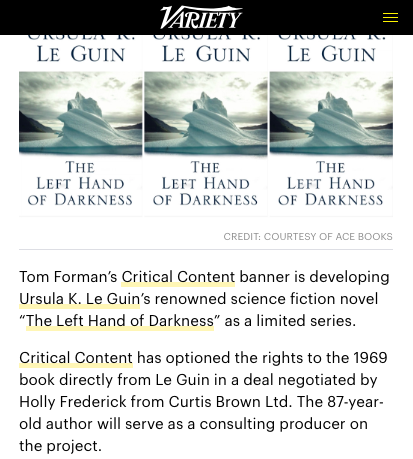 VARIETY
URSULA K. URSULA K. URSULA K.
LE GUIN LE GUIN LE GUIN
THE THE THE
LEFT HAND LEFT HAND LEFT HAND
OF DARKNESS OF DARKNESS OF DARKNESS
CREDIT: COURTESY OF ACE BOOKS
Tom Forman’s Critical Content banner is developing
Ursula K. Le Guin’s renowned science fiction novel
“The Left Hand of Darkness” as a limited series.
Critical Content has optioned the rights to the 1969
book directly from Le Guin in a deal negotiated by
Holly Frederick from Curtis Brown Ltd. The 87-year-
old author will serve as a consulting producer on
the project.